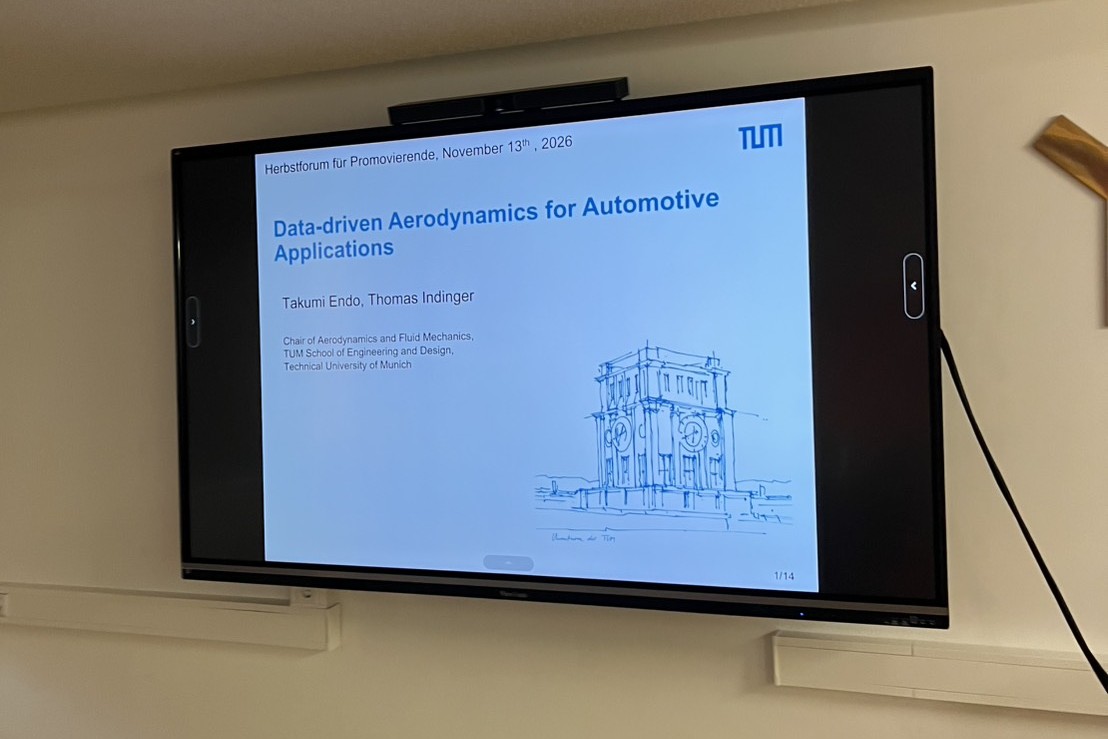 Herbstforum für Promovierende, November 13th , 2026
TUM
Data-driven Aerodynamics for Automotive
Applications
Takumi Endo, Thomas Indinger
Chair of Aerodynamics and Fluid Mechanics,
TUM School of Engineering and Design,
Technical University of Munich
TUM
1/14